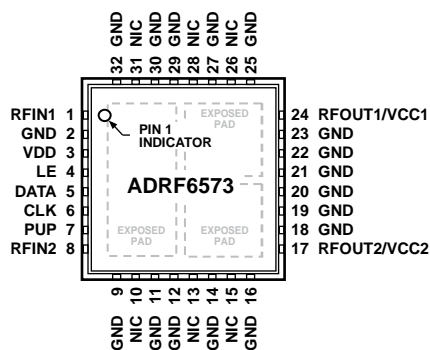 32 GND
31 NIC
30 GND
29 GND
28 NIC
27 GND
26 NIC
25 GND
RFIN1 1
GND 2
VDD 3
LE 4
DATA 5
CLK 6
PUP 7
RFIN2 8
PIN 1
INDICATOR
EXPOSED
PAD
ADRF6573
EXPOSED
PAD
EXPOSED
PAD
24 RFOUT1/VCC1
23 GND
22 GND
21 GND
20 GND
19 GND
18 GND
17 RFOUT2/VCC2
GND 9
NIC 10
GND 11
GND 12
NIC 13
GND 14
NIC 15
GND 16